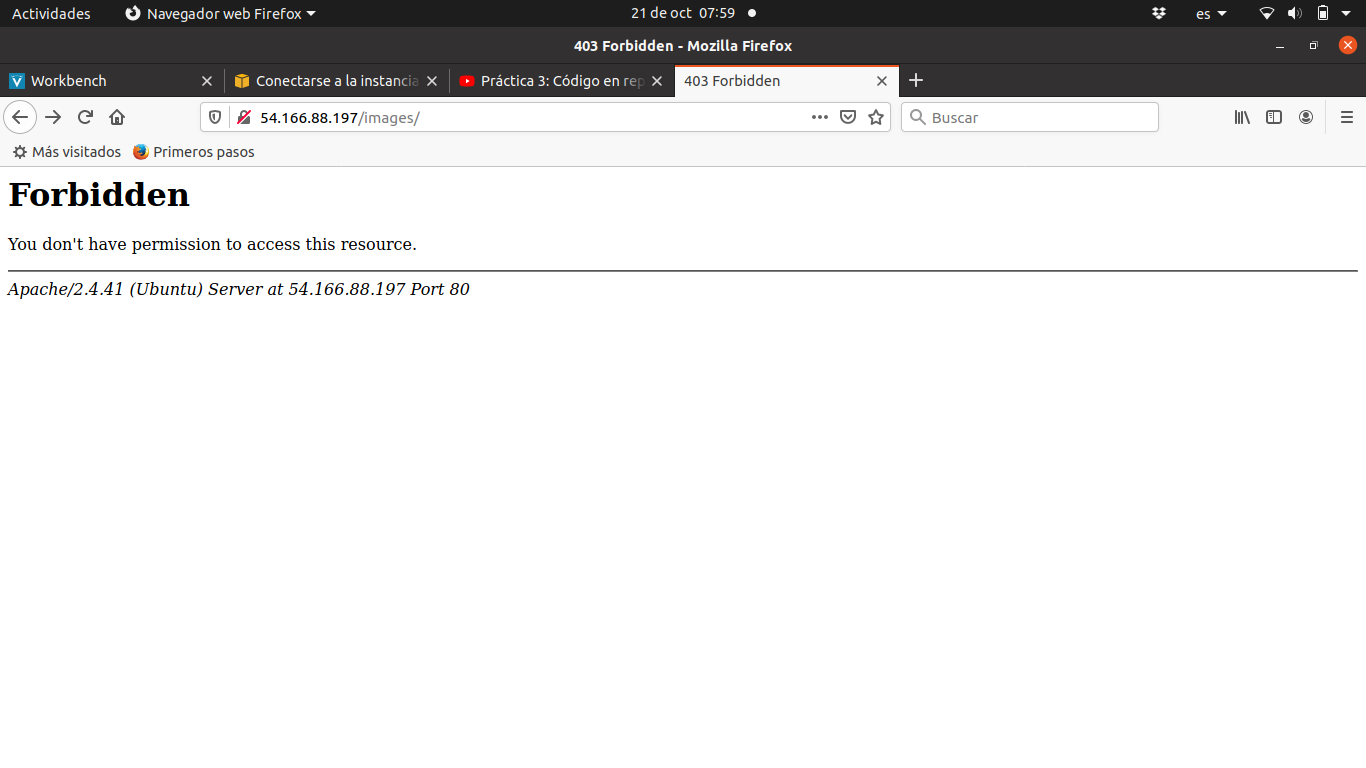 Actividades Navegador web Firefox 21 de oct 07:59 es
403 Forbidden - Mozilla Firefox
Workbench Conectarse a la instancia Práctica 3: Código en rep 403 Forbidden
54.166.88.197/images/ Buscar
Más visitados Primeros pasos
Forbidden
You don't have permission to access this resource.
Apache/2.4.41 (Ubuntu) Server at 54.166.88.197 Port 80